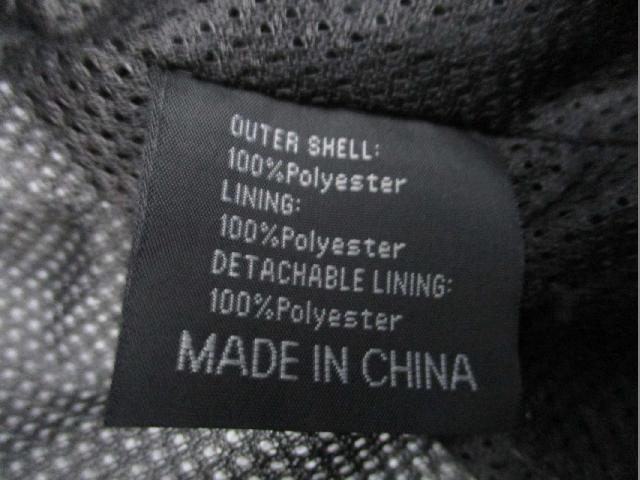 OUTER SHELL:
100%Polyester
LINING:
100%Polyester
DETACHABLE LINING:
100%Polyester
MADE IN CHINA